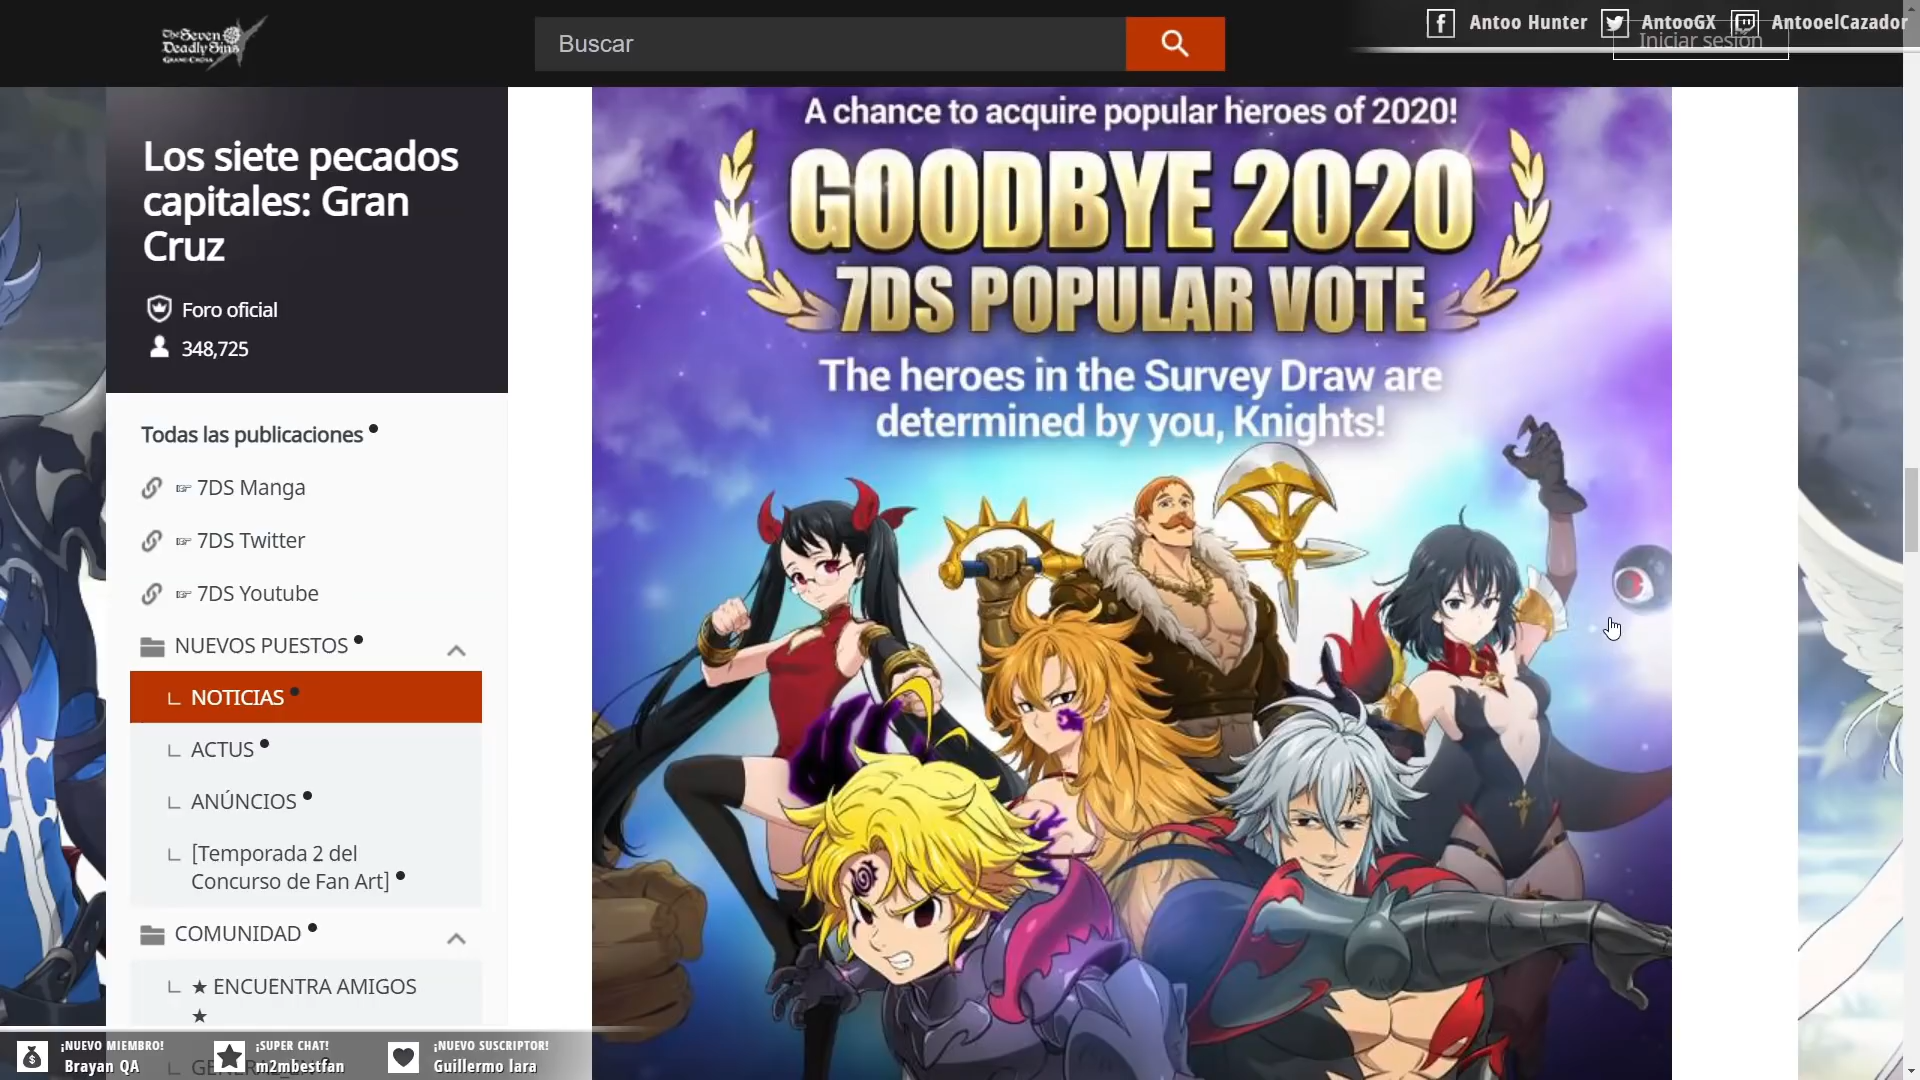 The Seven
Deadly Sins
GRAND CROSS
Buscar
Antoo Hunter
AntooGX
AntooelCazador
Iniciar sesión
Los siete pecados
capitales: Gran
Cruz
Foro oficial
348,725
Todas las publicaciones
☞ 7DS Manga
☞ 7DS Twitter
☞ 7DS Youtube
NUEVOS PUESTOS
NOTICIAS
ACTUS
ANÚNCIOS
[Temporada 2 del
Concurso de Fan Art]
COMUNIDAD
★ ENCUENTRA AMIGOS
★
A chance to acquire popular heroes of 2020!
GOODBYE 2020
7DS POPULAR VOTE
The heroes in the Survey Draw are
determined by you, Knights!
¡NUEVO MIEMBRO!
Brayan QA
¡SUPER CHAT!
m2mbestfan
¡NUEVO SUSCRIPTOR!
Guillermo lara